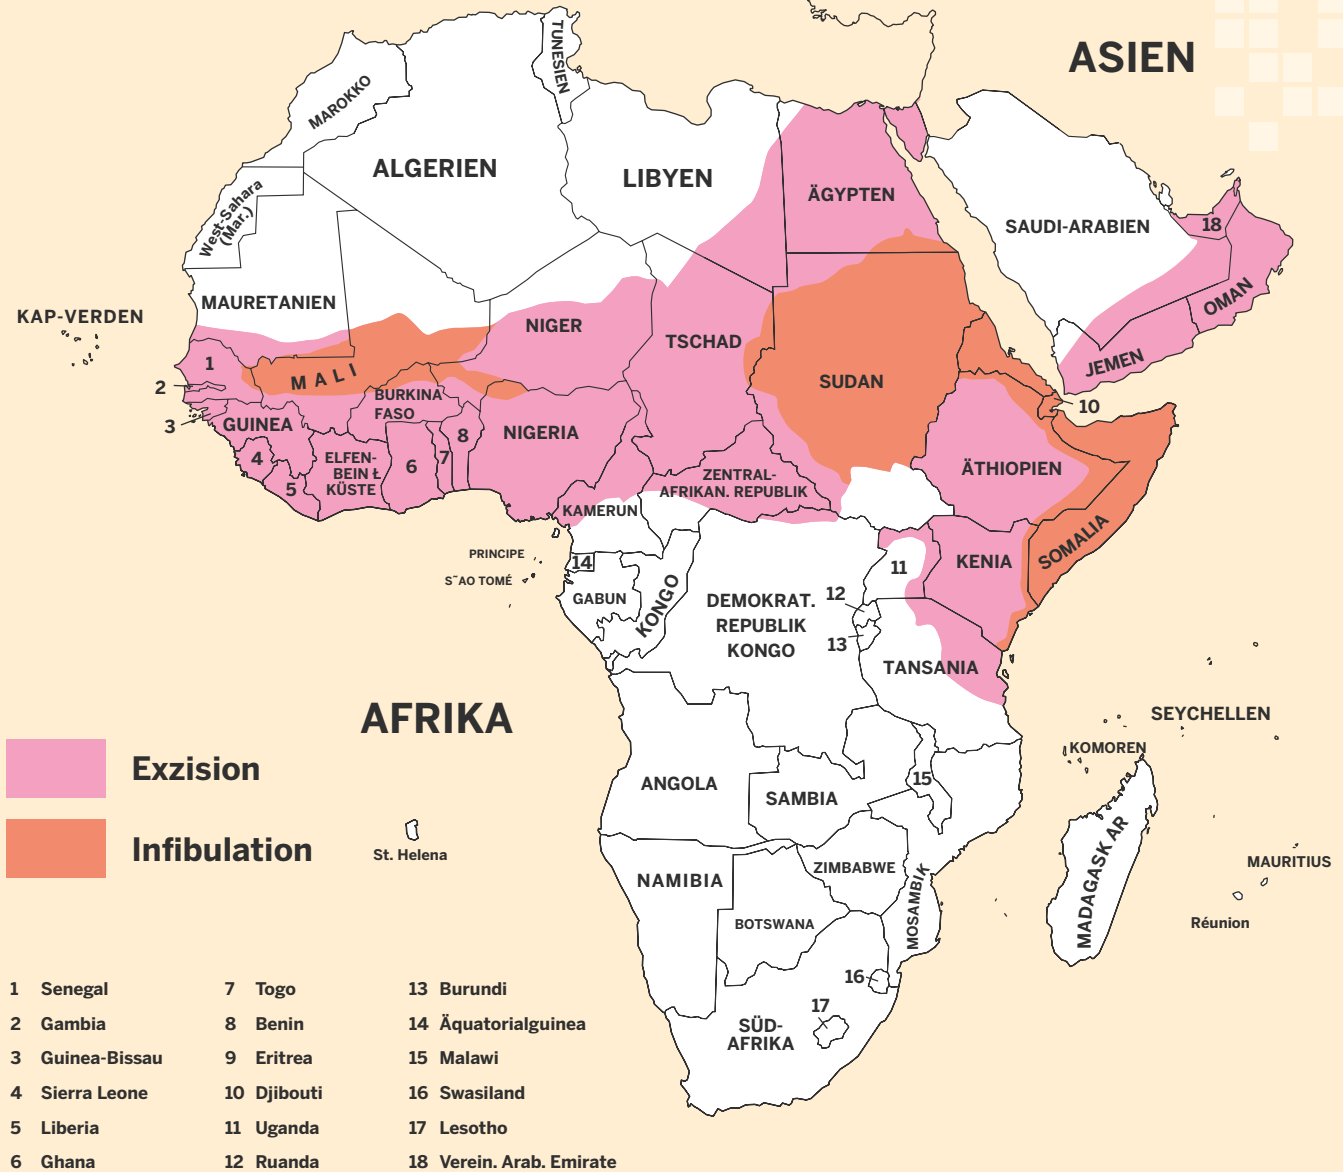 ASIEN
TUNESIEN
MAROKKO
ALGERIEN
LIBYEN
ÄGYPTEN
SAUDI-ARABIEN
West-Sahara
(Mar.)
18
OMAN
MAURETANIEN
KAP-VERDEN
NIGER
TSCHAD
JEMEN
1
MALI
SUDAN
2
BURKINA
FASO
10
3
GUINEA
8
NIGERIA
4
ELFEN-
BEIN Ł
KÜSTE
6
7
5
ZENTRAL-
AFRIKAN. REPUBLIK
ÄTHIOPIEN
KAMERUN
SOMALIA
PRINCIPE
14
11
KENIA
S˜AO TOMÉ
GABUN
KONGO
DEMOKRAT.
REPUBLIK
KONGO
12
13
TANSANIA
AFRIKA
SEYCHELLEN
KOMOREN
Exzision
ANGOLA
SAMBIA
15
Infibulation
St. Helena
MADAGASK AR
MAURITIUS
NAMIBIA
ZIMBABWE
MOSAMBIK
BOTSWANA
Réunion
16
17
SÜD-
AFRIKA
1 Senegal
2 Gambia
3 Guinea-Bissau
4 Sierra Leone
5 Liberia
6 Ghana
7 Togo
8 Benin
9 Eritrea
10 Djibouti
11 Uganda
12 Ruanda
13 Burundi
14 Äquatorialguinea
15 Malawi
16 Swasiland
17 Lesotho
18 Verein. Arab. Emirate